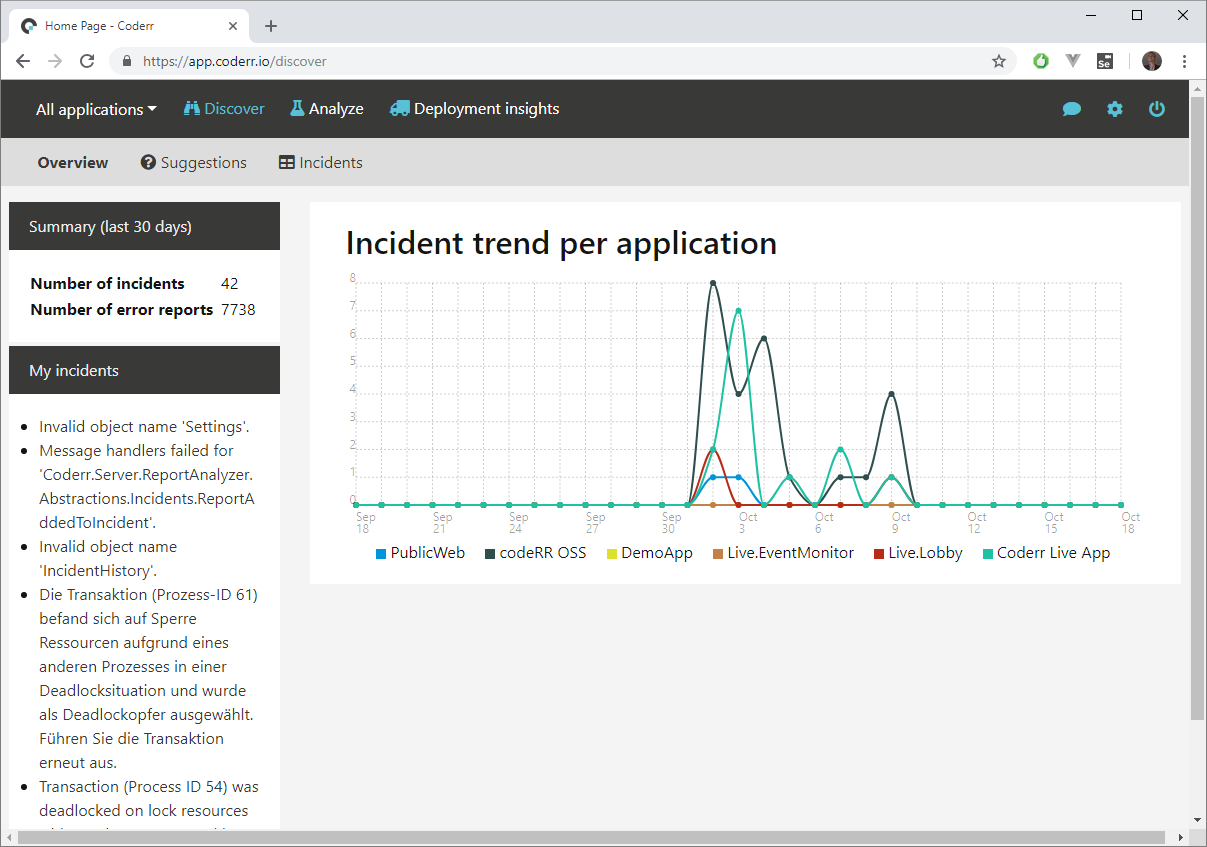 Home Page - Coderr
https://app.coderr.io/discover
Se
All applications Discover Analyze Deployment insights
Overview Suggestions Incidents
Summary (last 30 days)
Number of incidents 42
Number of error reports 7738
My incidents
Invalid object name 'Settings'.
Message handlers failed for
'Coderr.Server.ReportAnalyzer.
Abstractions.Incidents.ReportA
ddedToIncident'.
Invalid object name
'IncidentHistory'.
Die Transaktion (Prozess-ID 61)
befand sich auf Sperre
Ressourcen aufgrund eines
anderen Prozesses in einer
Deadlocksituation und wurde
als Deadlockopfer ausgewählt.
Führen Sie die Transaktion
erneut aus.
Transaction (Process ID 54) was
deadlocked on lock resources
Incident trend per application
8
7
6
5
4
3
2
1
0
Sep 18
Sep 21
Sep 24
Sep 27
Sep 30
Oct 3
Oct 6
Oct 9
Oct 12
Oct 15
Oct 18
PublicWeb codeRR OSS DemoApp Live.EventMonitor Live.Lobby Coderr Live App